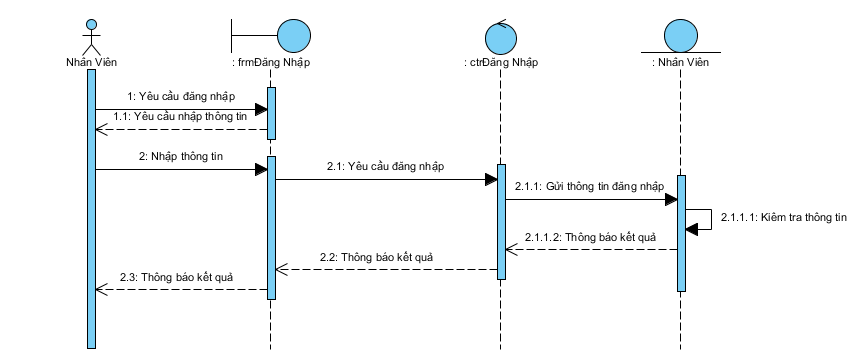 Nhân Viên
: frmĐăng Nhập
: ctrĐăng Nhập
: Nhân Viên
1: Yêu cầu đăng nhập
1.1: Yêu cầu nhập thông tin
2: Nhập thông tin
2.1: Yêu cầu đăng nhập
2.1.1: Gửi thông tin đăng nhập
2.1.1.1: Kiêm tra thông tin
2.1.1.2: Thông báo kết quả
2.2: Thông báo kết quả
2.3: Thông báo kết quả